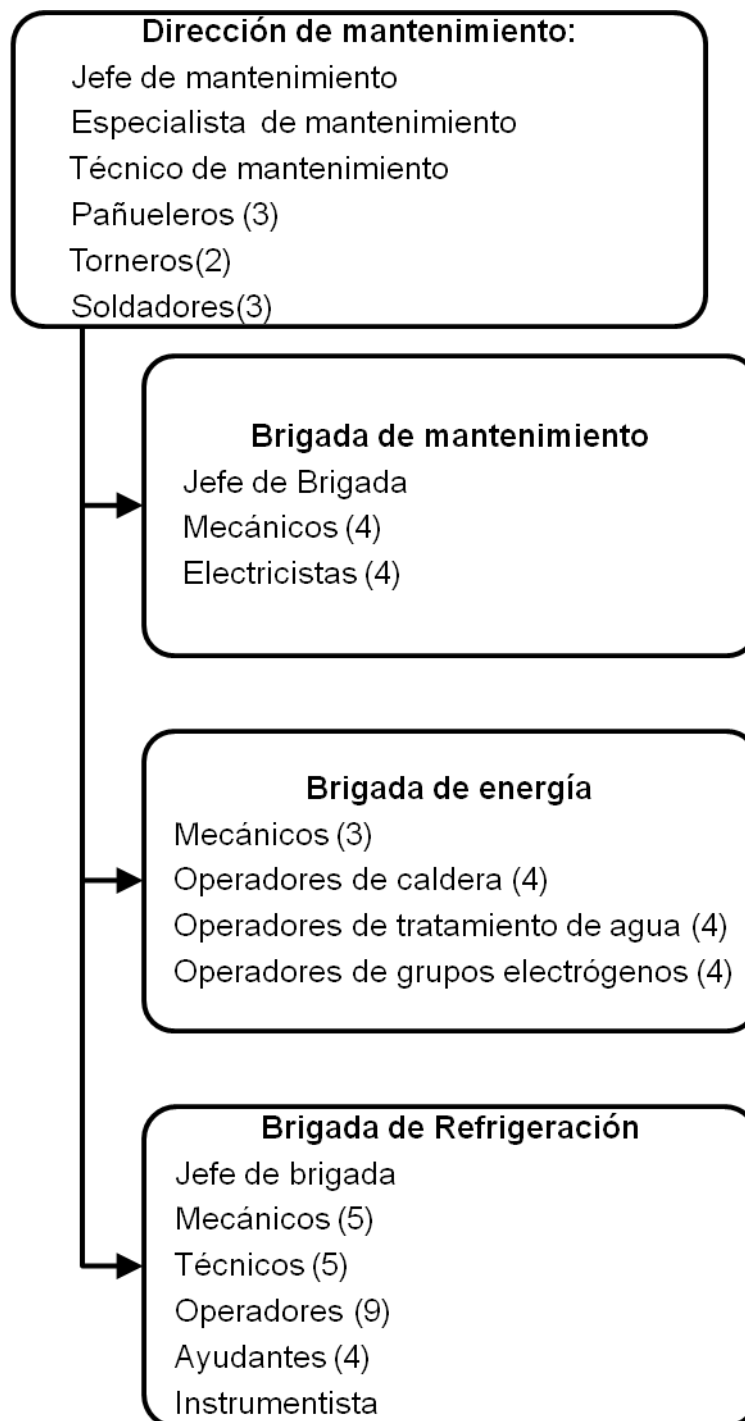 Dirección de mantenimiento:
Jefe de mantenimiento
Especialista de mantenimiento
Técnico de mantenimiento
Pañueleros (3)
Torneros(2)
Soldadores(3)
Brigada de mantenimiento
Jefe de Brigada
Mecánicos (4)
Electricistas (4)
Brigada de energía
Mecánicos (3)
Operadores de caldera (4)
Operadores de tratamiento de agua (4)
Operadores de grupos electrógenos (4)
Brigada de Refrigeración
Jefe de brigada
Mecánicos (5)
Técnicos (5)
Operadores (9)
Ayudantes (4)
Instrumentista